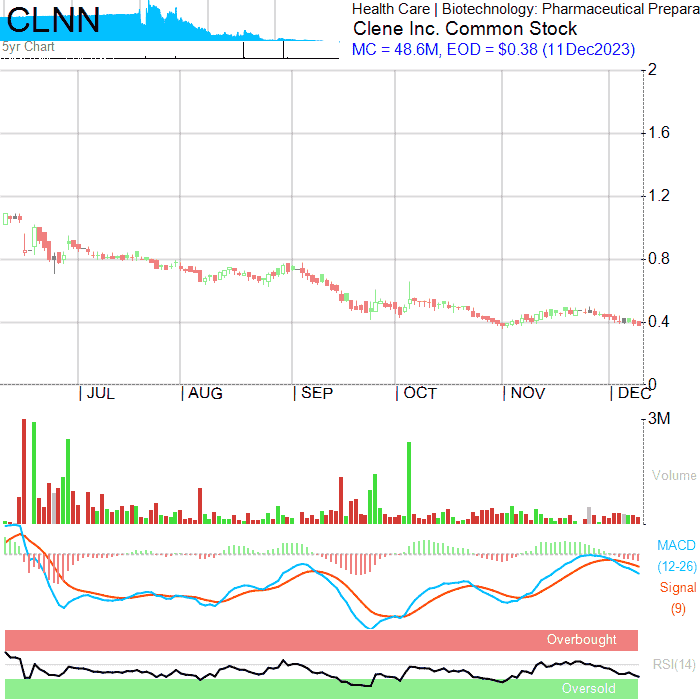 CLNN
Health Care | Biotechnology: Pharmaceutical Prepara
Clene Inc. Common Stock
5yr Chart
MC = 48.6M, EOD = $0.38 (11Dec2023)
2
1.6
1.2
0.8
0.4
0
| JUL | AUG | SEP | OCT | NOV | DEC
3M
Volume
MACD
(12-26)
Signal
(9)
Overbought
RSI(14)
Oversold